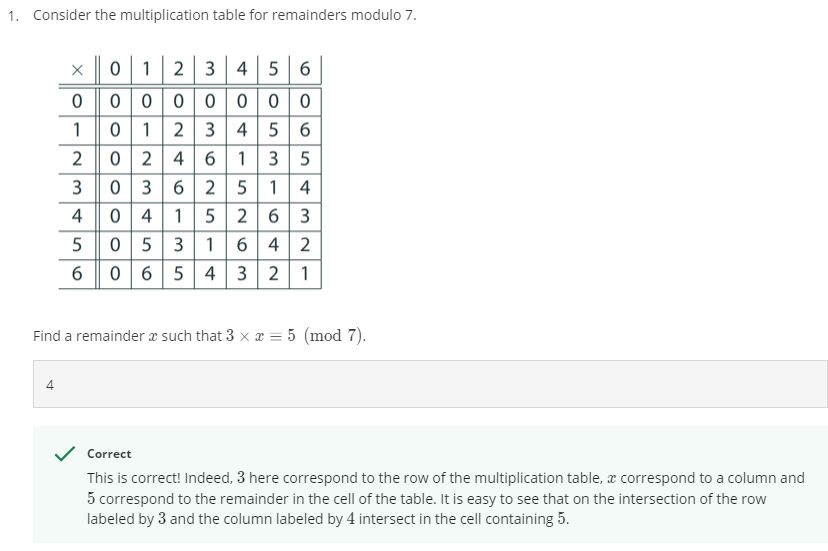 1. Consider the multiplication table for remainders modulo 7.
× 0 1 2 3 4 5 6
0 0 0 0 0 0 0 0
1 0 1 2 3 4 5 6
2 0 2 4 6 1 3 5
3 0 3 6 2 5 1 4
4 0 4 1 5 2 6 3
5 0 5 3 1 6 4 2
6 0 6 5 4 3 2 1
Find a remainder x such that 3 × x ≡ 5 (mod 7).
4
Correct
This is correct! Indeed, 3 here correspond to the row of the multiplication table, x correspond to a column and
5 correspond to the remainder in the cell of the table. It is easy to see that on the intersection of the row
labeled by 3 and the column labeled by 4 intersect in the cell containing 5.